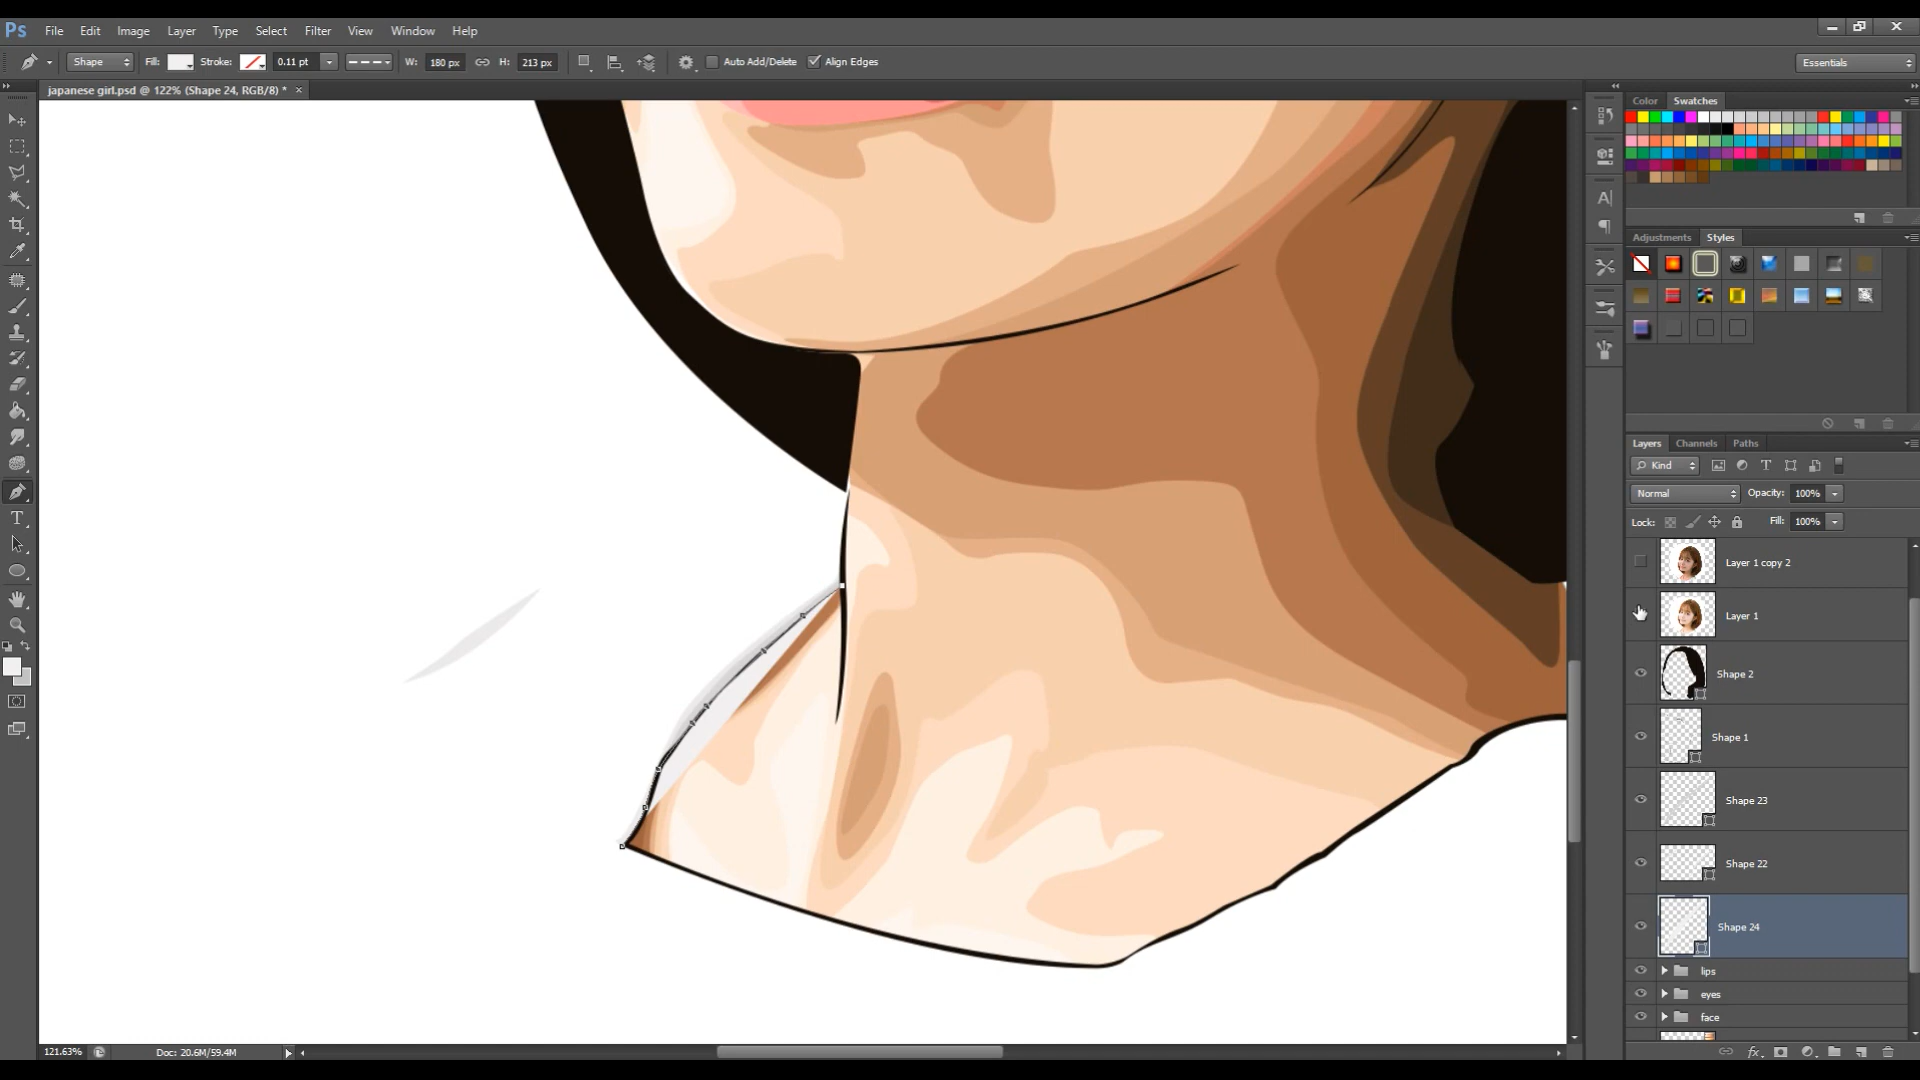 Ps File Edit Image Layer Type Select Filter View Window Help
Shape Fill: Stroke: 0.11 pt W: 180 px H: 213 px Auto Add/Delete Align Edges Essentials
japanese girl.psd @ 122% (Shape 24, RGB/8) * ×
Color Swatches
Adjustments Styles
Layers Channels Paths
Kind
Normal Opacity: 100%
Lock: Fill: 100%
Layer 1 copy 2
Layer 1
Shape 2
Shape 1
Shape 23
Shape 22
Shape 24
lips
eyes
face
121.63% Doc: 20.6M/59.4M